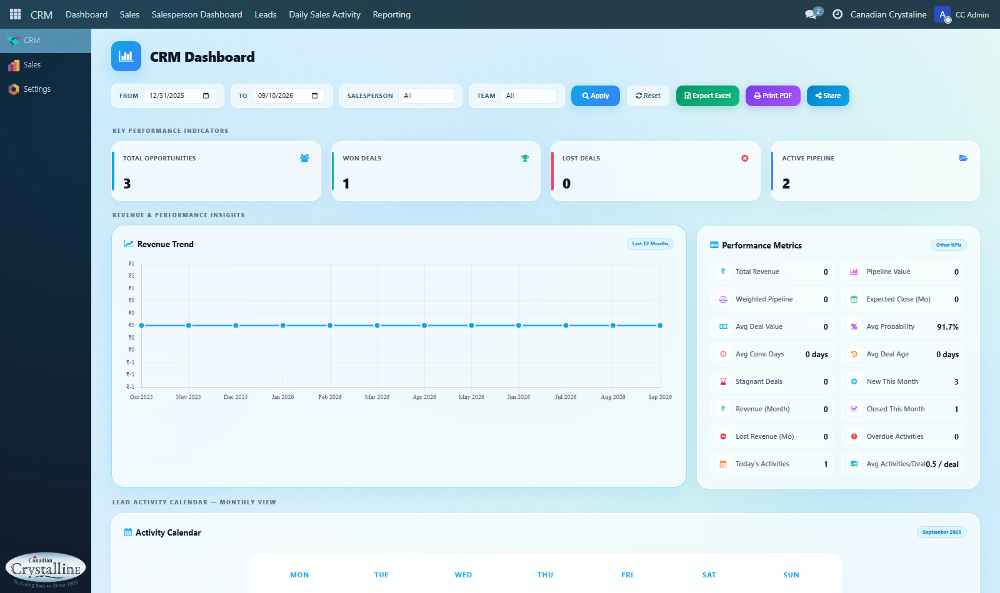 CRM Dashboard Sales Salesperson Dashboard Leads Daily Sales Activity Reporting 2 Canadian Crystaline A CC Admin
CRM
Sales
Settings
CRM Dashboard
FROM 12/31/2025 TO 09/10/2026 SALESPERSON All TEAM All Apply Reset Export Excel Print PDF Share
KEY PERFORMANCE INDICATORS
TOTAL OPPORTUNITIES
3
WON DEALS
1
LOST DEALS
0
ACTIVE PIPELINE
2
REVENUE & PERFORMANCE INSIGHTS
Revenue Trend Last 12 Months
₹1
₹1
₹1
₹0
₹0
₹0
₹0
₹0
₹-1
₹-1
₹-1
Oct 2025 Nov 2025 Dec 2025 Jan 2026 Feb 2026 Mar 2026 Apr 2026 May 2026 Jun 2026 Jul 2026 Aug 2026 Sep 2026
Performance Metrics Other KPIs
Total Revenue 0 Pipeline Value 0
Weighted Pipeline 0 Expected Close (Mo) 0
Avg Deal Value 0 Avg Probability 91.7%
Avg Conv. Days 0 days Avg Deal Age 0 days
Stagnant Deals 0 New This Month 3
Revenue (Month) 0 Closed This Month 1
Lost Revenue (Mo) 0 Overdue Activities 0
Today's Activities 1 Avg Activities/Deal 0.5 / deal
LEAD ACTIVITY CALENDAR — MONTHLY VIEW
Activity Calendar September 2026
MON TUE WED THU FRI SAT SUN
Canadian
Crystalline
Nurturing Nature Since 1969